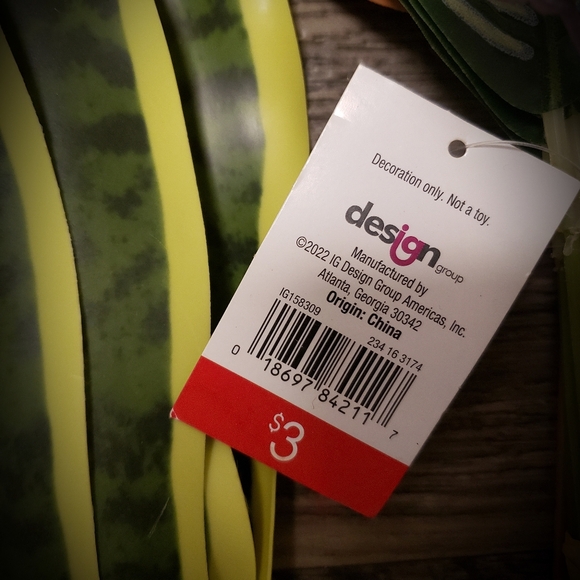 Decoration only. Not a toy.
design
group
Manufactured by
©2022 IG Design Group Americas, Inc.
Atlanta, Georgia 30342
Origin: China
IG158309
234 16 3174
0 18697 84211 7
$3